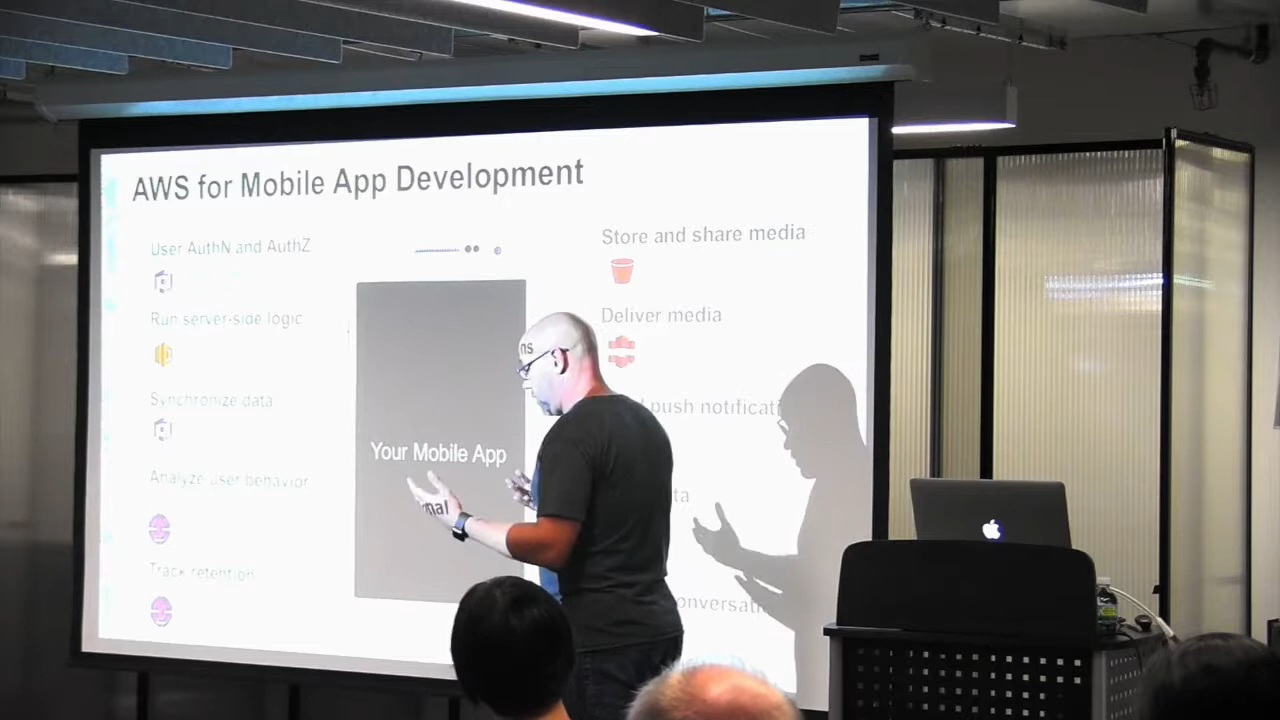 AWS for Mobile App Development
User AuthN and AuthZ
Run server-side logic
Synchronize data
Analyze user behavior
Track retention
Your Mobile App
Store and share media
Deliver media
push